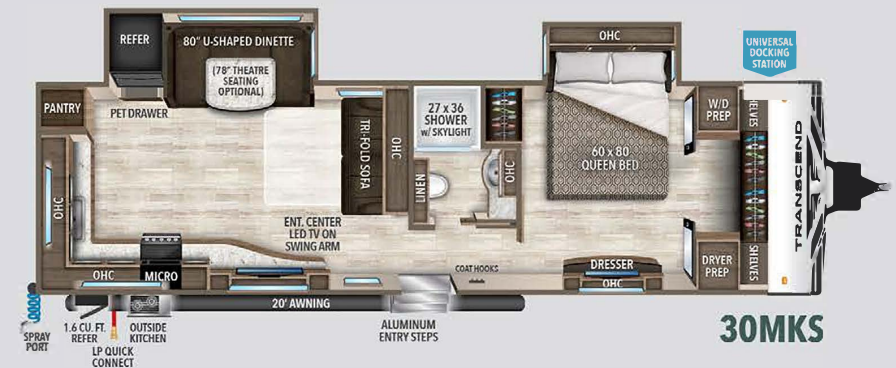 REFER
80" U-SHAPED DINETTE
(78" THEATRE
SEATING
OPTIONAL)
OHC
UNIVERSAL
DOCKING
STATION
PANTRY
PET DRAWER
TRI-FOLD SOFA
OHC
27 x 36
SHOWER
w/ SKYLIGHT
W/D
PREP
SHELVES
60 x 80
QUEEN BED
OHC
LINEN
OHC
TRANSCEND
ENT. CENTER
LED TV ON
SWING ARM
OHC
MICRO
COAT HOOKS
DRESSER
OHC
DRYER
PREP
SHELVES
20' AWNING
SPRAY
PORT
1.6 CU. FT.
REFER
LP QUICK
CONNECT
OUTSIDE
KITCHEN
ALUMINUM
ENTRY STEPS
30MKS